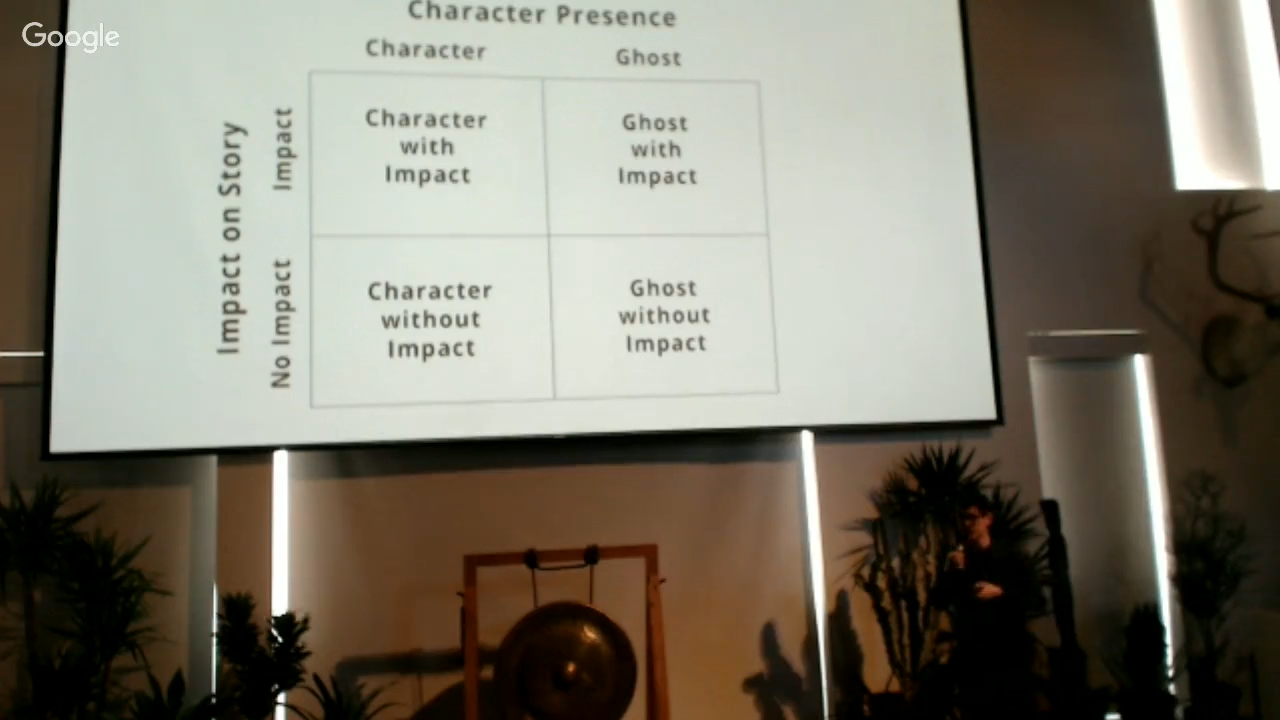 Google
Character Presence
Character Ghost
Impact on Story
Impact
No Impact
Character
with
Impact
Ghost
with
Impact
Character
without
Impact
Ghost
without
Impact